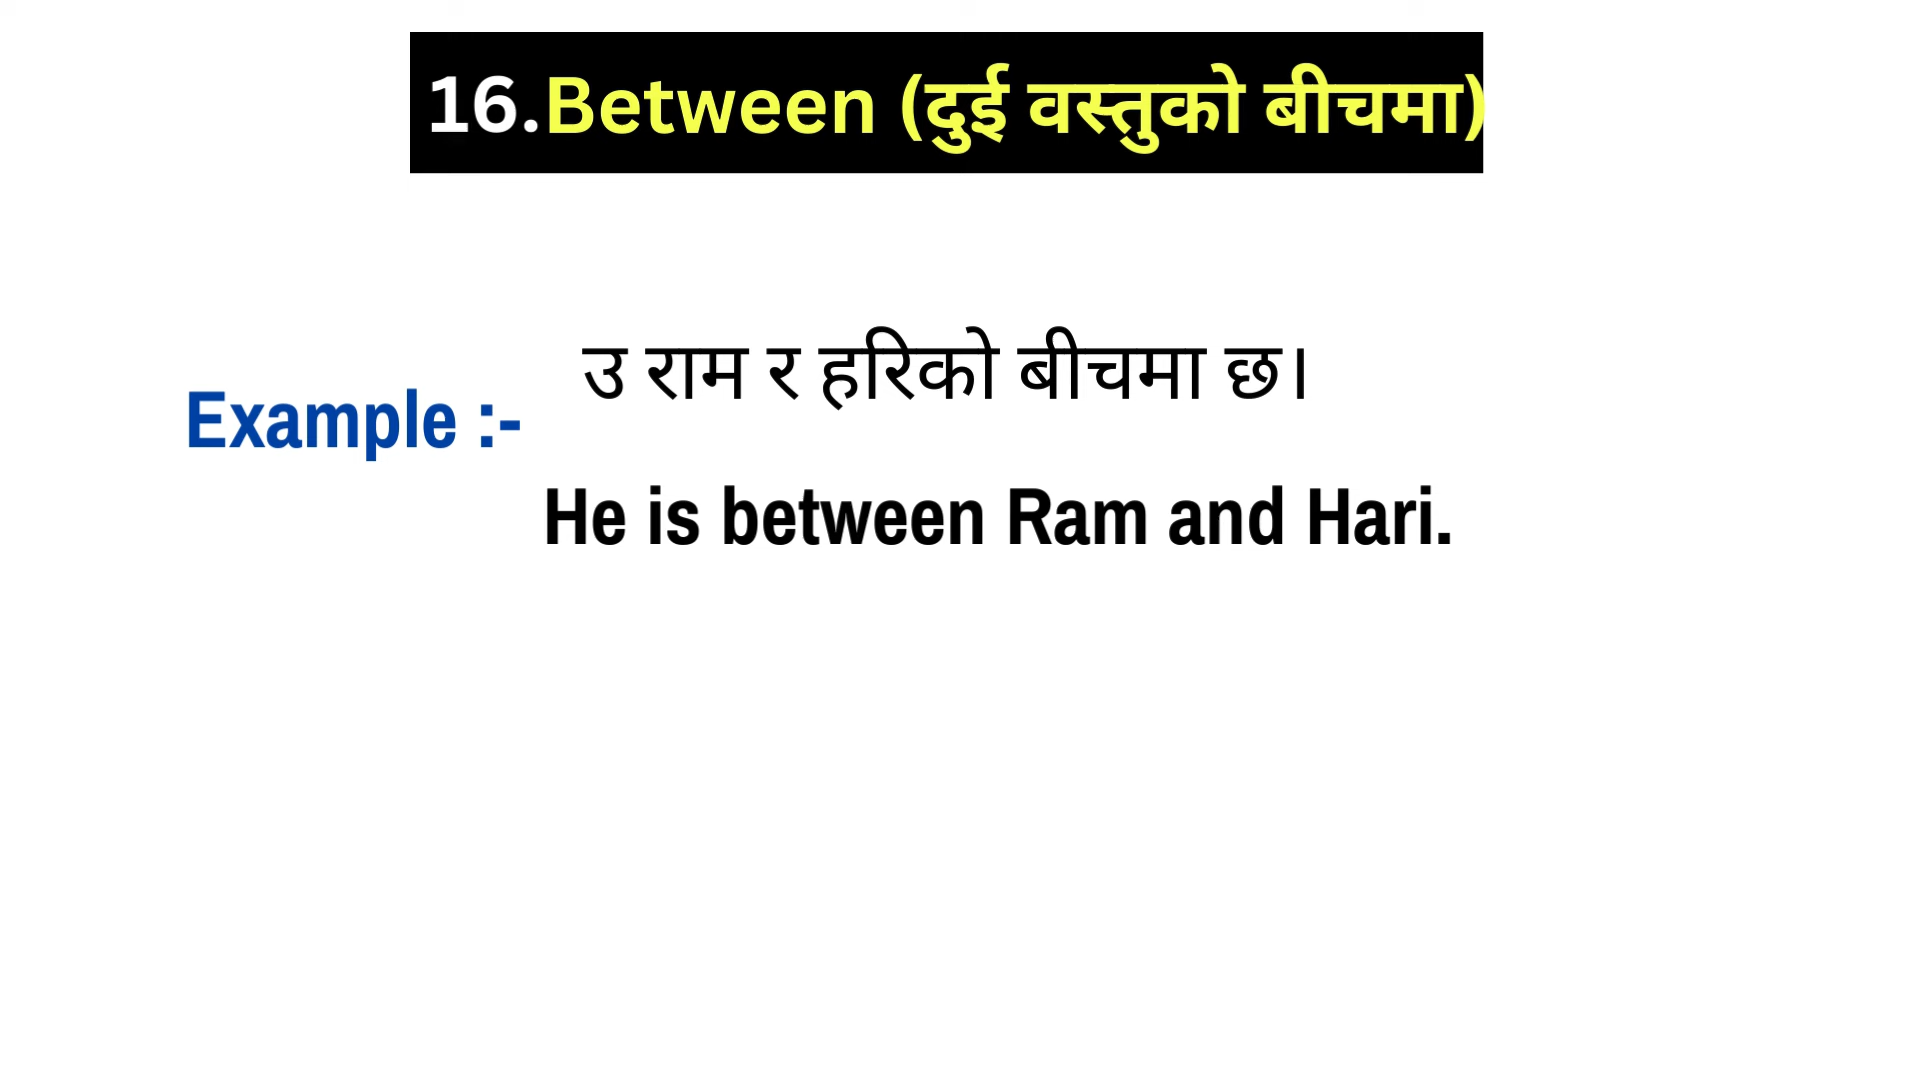 16.Between (दुई वस्तुको बीचमा)
उ राम र हरिको बीचमा छ।
Example :-
He is between Ram and Hari.